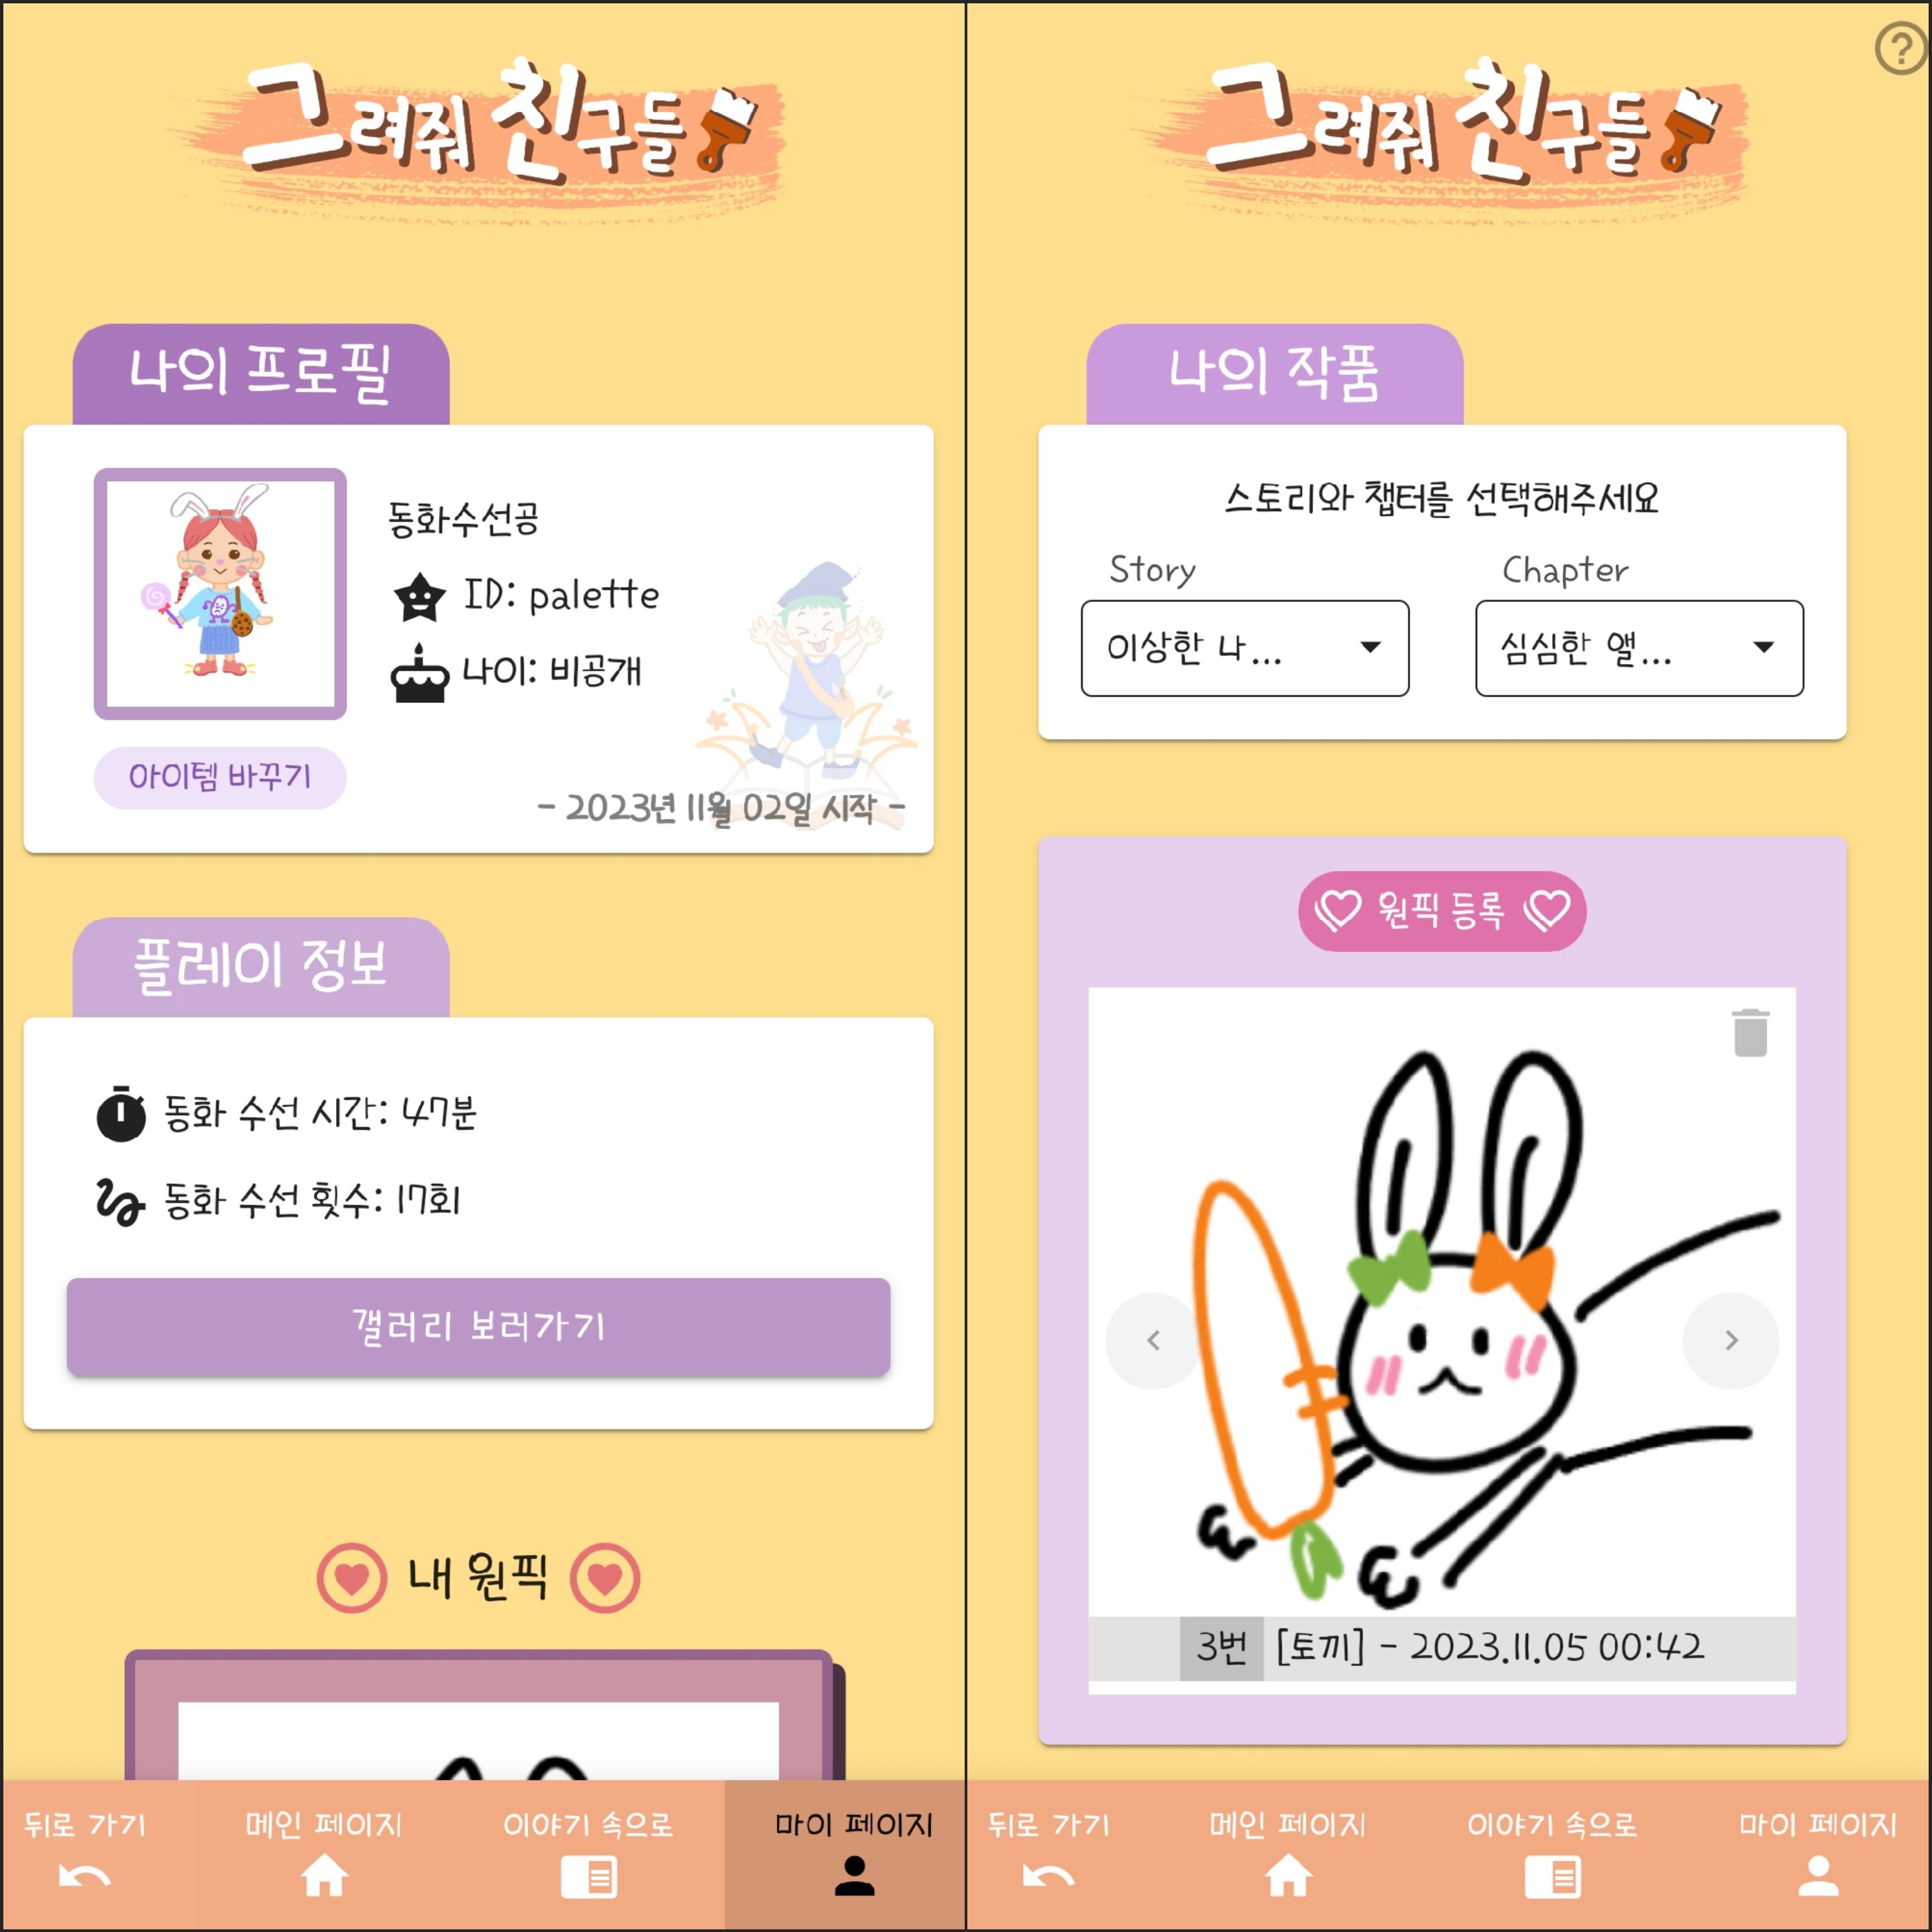 그려줘 친구들
나의 프로필
동화수선공
ID: palette
나이: 비공개
아이템 바꾸기
- 2023년 11월 02일 시작 -
플레이 정보
동화 수선 시간: 47분
동화 수선 횟수: 17회
갤러리 보러가기
내 원픽
뒤로 가기
메인 페이지
이야기 속으로
마이 페이지
?
그려줘 친구들
나의 작품
스토리와 챕터를 선택해주세요
Story
Chapter
이상한 나...
심심한 앨...
원픽 등록
3번 [토끼] - 2023.11.05 00:42
뒤로 가기
메인 페이지
이야기 속으로
마이 페이지